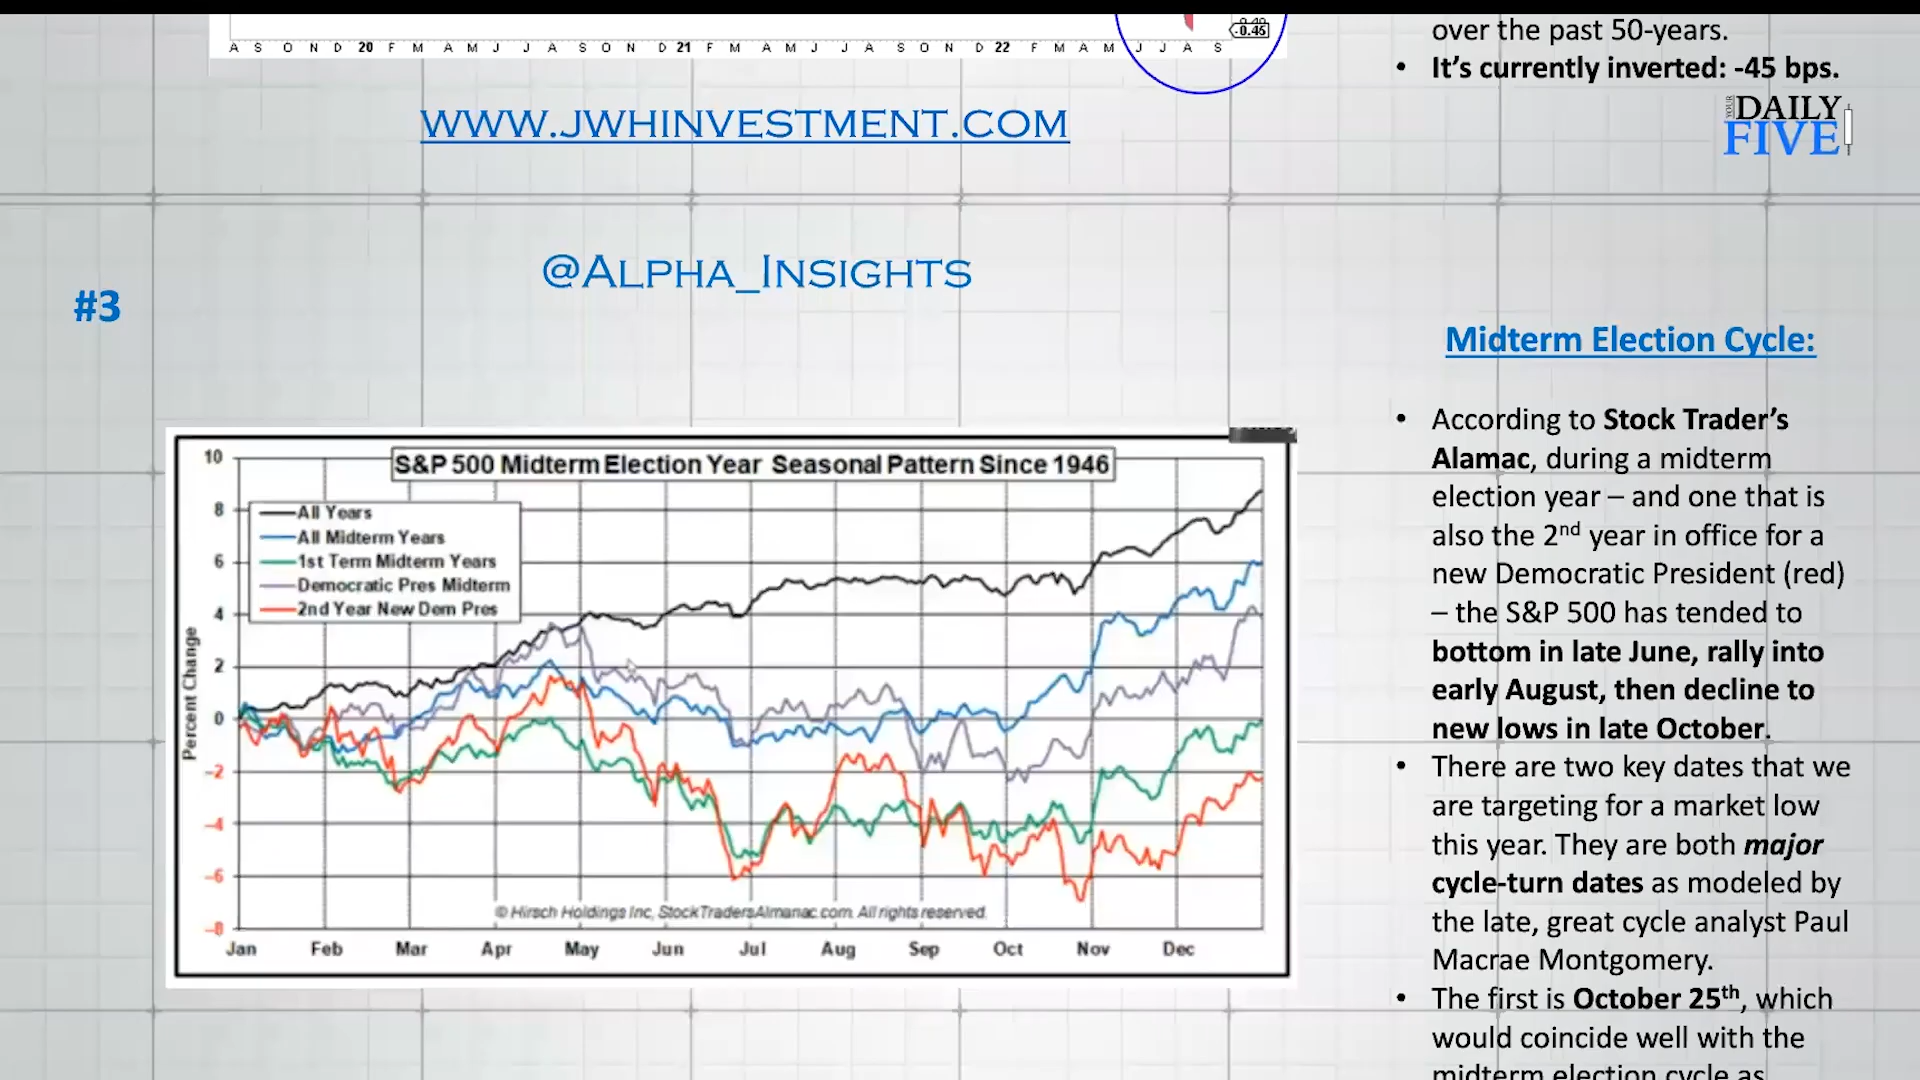 over the past 50-years.
-0.45
A S O N D 20 F M A M J J A S O N D 21 F M A M J J A S O N D 22 F M A M J J A S
• It’s currently inverted: -45 bps.
YOUR DAILY
FIVE
WWW.JWHINVESTMENT.COM
@ALPHA_INSIGHTS
#3
Midterm Election Cycle:
• According to Stock Trader’s
Alamac, during a midterm
election year – and one that is
also the 2nd year in office for a
new Democratic President (red)
– the S&P 500 has tended to
bottom in late June, rally into
early August, then decline to
new lows in late October.
• There are two key dates that we
are targeting for a market low
this year. They are both major
cycle-turn dates as modeled by
the late, great cycle analyst Paul
Macrae Montgomery.
• The first is October 25th, which
would coincide well with the
midterm election cycle as
S&P 500 Midterm Election Year Seasonal Pattern Since 1946
All Years
All Midterm Years
1st Term Midterm Years
Democratic Pres Midterm
2nd Year New Dem Pres
Percent Change
10
8
6
4
2
0
-2
-4
-6
-8
© Hirsch Holdings Inc, StockTradersAlmanac.com. All rights reserved.
Jan Feb Mar Apr May Jun Jul Aug Sep Oct Nov Dec